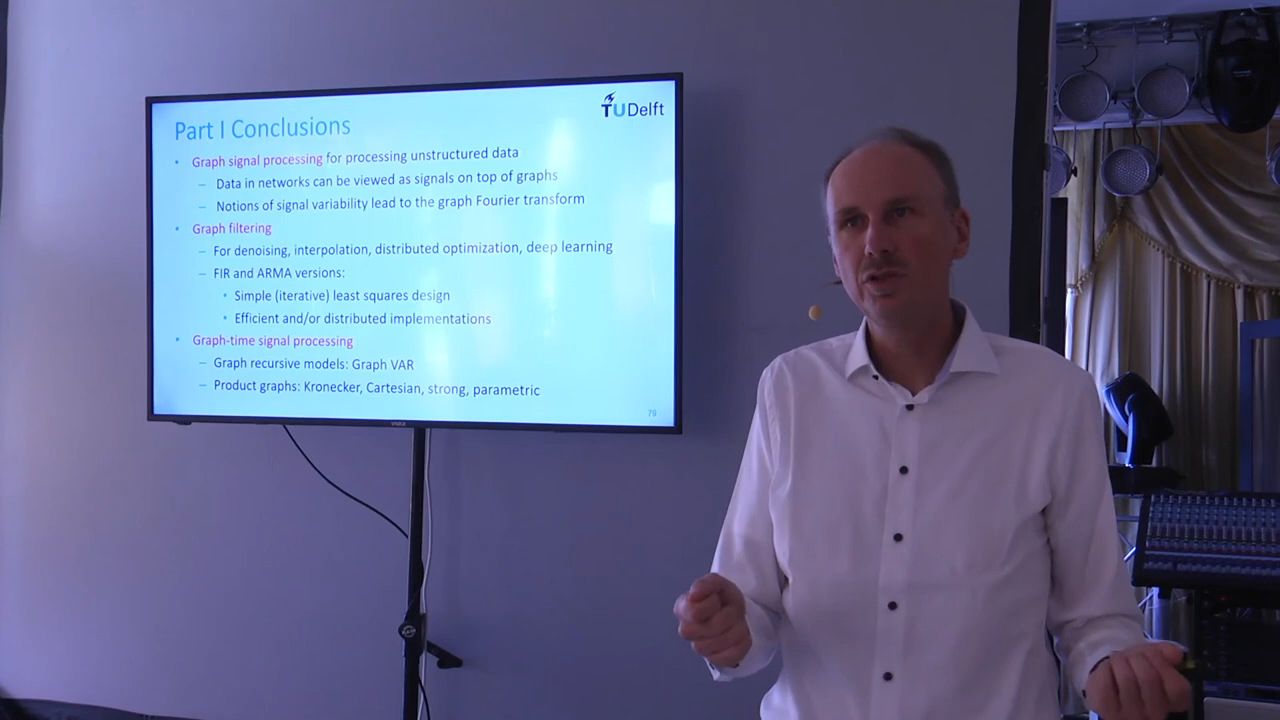 TUDelft
Part I Conclusions
• Graph signal processing for processing unstructured data
– Data in networks can be viewed as signals on top of graphs
– Notions of signal variability lead to the graph Fourier transform
• Graph filtering
– For denoising, interpolation, distributed optimization, deep learning
– FIR and ARMA versions:
• Simple (iterative) least squares design
• Efficient and/or distributed implementations
• Graph-time signal processing
– Graph recursive models: Graph VAR
– Product graphs: Kronecker, Cartesian, strong, parametric
79